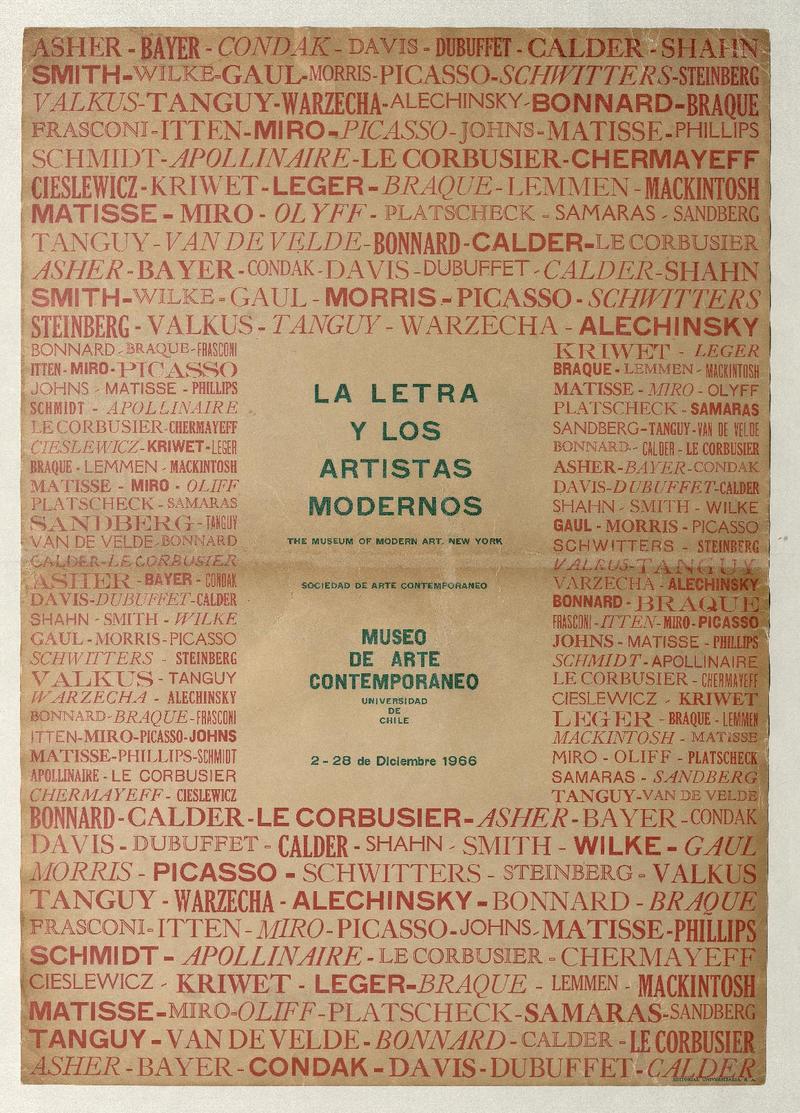 ASHER - BAYER - CONDAK - DAVIS - DUBUFFET - CALDER - SHAHN
SMITH-WILKE-GAUL-MORRIS-PICASSO-SCHWITTERS-STEINBERG
VALKUS-TANGUY-WARZECHA-ALECHINSKY-BONNARD-BRAQUE
FRASCONI-ITTEN-MIRO-PICASSO-JOHNS-MATISSE-PHILLIPS
SCHMIDT-APOLLINAIRE-LE CORBUSIER-CHERMAYEFF
CIESLEWICZ-KRIWET-LEGER-BRAQUE-LEMMEN-MACKINTOSH
MATISSE - MIRO - OLYFF - PLATSCHECK - SAMARAS - SANDBERG
TANGUY-VAN DE VELDE-BONNARD-CALDER-LE CORBUSIER
ASHER-BAYER-CONDAK-DAVIS-DUBUFFET-CALDER-SHAHN
SMITH-WILKE-GAUL-MORRIS-PICASSO-SCHWITTERS
STEINBERG - VALKUS - TANGUY - WARZECHA - ALECHINSKY
BONNARD-BRAQUE-FRASCONI
ITTEN-MIRO-PICASSO
JOHNS - MATISSE - PHILLIPS
SCHMIDT - APOLLINAIRE
LE CORBUSIER-CHERMAYEFF
CIESLEWICZ-KRIWET-LEGER
BRAQUE-LEMMEN-MACKINTOSH
MATISSE - MIRO - OLIFF
PLATSCHECK-SAMARAS
SANDBERG-TANGUY
VAN DE VELDE-BONNARD
CALDER-LE CORBUSIER
ASHER - BAYER - CONDAK
DAVIS-DUBUFFET-CALDER
SHAHN - SMITH - WILKE
GAUL-MORRIS-PICASSO
SCHWITTERS - STEINBERG
VALKUS-TANGUY
WARZECHA - ALECHINSKY
BONNARD-BRAQUE-FRASCONI
ITTEN-MIRO-PICASSO-JOHNS
MATISSE-PHILLIPS-SCHMIDT
APOLLINAIRE - LE CORBUSIER
CHERMAYEFF - CIESLEWICZ
LA LETRA
Y LOS
ARTISTAS
MODERNOS
THE MUSEUM OF MODERN ART. NEW YORK
SOCIEDAD DE ARTE CONTEMPORANEO
MUSEO
DE ARTE
CONTEMPORANEO
UNIVERSIDAD
DE
CHILE
2 - 28 de Diciembre 1966
KRIWET - LEGER
BRAQUE-LEMMEN-MACKINTOSH
MATISSE - MIRO - OLYFF
PLATSCHECK-SAMARAS
SANDBERG-TANGUY-VAN DE VELDE
BONNARD-CALDER-LE CORBUSIER
ASHER-BAYER-CONDAK
DAVIS-DUBUFFET-CALDER
SHAHN - SMITH - WILKE
GAUL - MORRIS - PICASSO
SCHWITTERS - STEINBERG
VALKUS-TANGUY
VARZECHA-ALECHINSKY
BONNARD-BRAQUE
FRASCONI-ITTEN-MIRO-PICASSO
JOHNS-MATISSE-PHILLIPS
SCHMIDT-APOLLINAIRE
LE CORBUSIER-CHERMAYEFF
CIESLEWICZ - KRIWET
LEGER-BRAQUE-LEMMEN
MACKINTOSH - MATISSE
MIRO - OLIFF - PLATSCHECK
SAMARAS - SANDBERG
TANGUY-VAN DE VELDE
BONNARD-CALDER-LE CORBUSIER-ASHER-BAYER-CONDAK
DAVIS - DUBUFFET - CALDER - SHAHN - SMITH - WILKE - GAUL
MORRIS - PICASSO - SCHWITTERS - STEINBERG - VALKUS
TANGUY - WARZECHA - ALECHINSKY - BONNARD - BRAQUE
FRASCONI-ITTEN-MIRO-PICASSO-JOHNS-MATISSE-PHILLIPS
SCHMIDT - APOLLINAIRE - LE CORBUSIER - CHERMAYEFF
CIESLEWICZ - KRIWET - LEGER-BRAQUE - LEMMEN - MACKINTOSH
MATISSE-MIRO-OLIFF-PLATSCHECK-SAMARAS-SANDBERG
TANGUY-VAN DE VELDE-BONNARD-CALDER-LE CORBUSIER
ASHER-BAYER-CONDAK-DAVIS-DUBUFFET-CALDER
EDITORIAL UNIVERSITARIA, S. A.